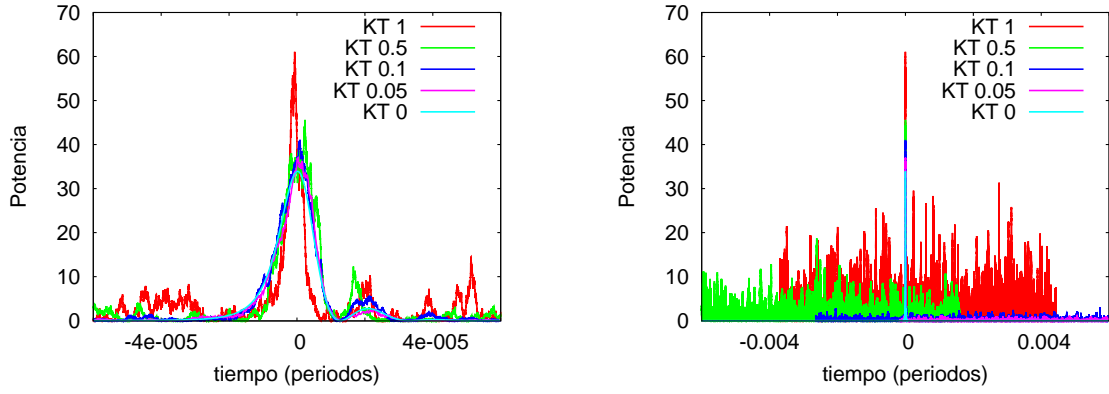 70
60
50
40
30
20
10
0
Potencia
KT 1
KT 0.5
KT 0.1
KT 0.05
KT 0
-4e-005
0
4e-005
tiempo (periodos)
70
60
50
40
30
20
10
0
Potencia
KT 1
KT 0.5
KT 0.1
KT 0.05
KT 0
-0.004
0
0.004
tiempo (periodos)